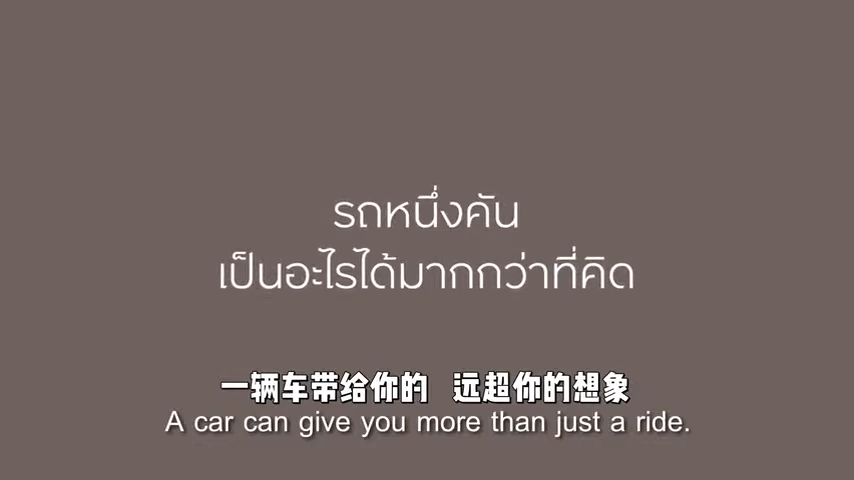 รถหนึ่งคัน
เป็นอะไรได้มากกว่าที่คิด
一辆车带给你的 远超你的想象
A car can give you more than just a ride.